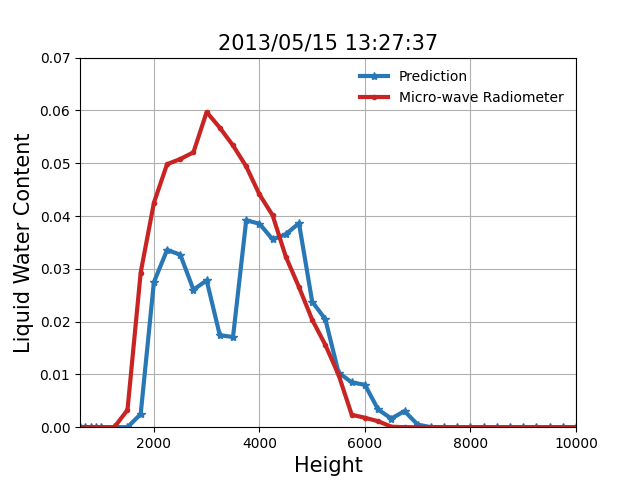 2013/05/15 13:27:37
Prediction
Micro-wave Radiometer
Liquid Water Content
0.07
0.06
0.05
0.04
0.03
0.02
0.01
0.00
2000 4000 6000 8000 10000
Height